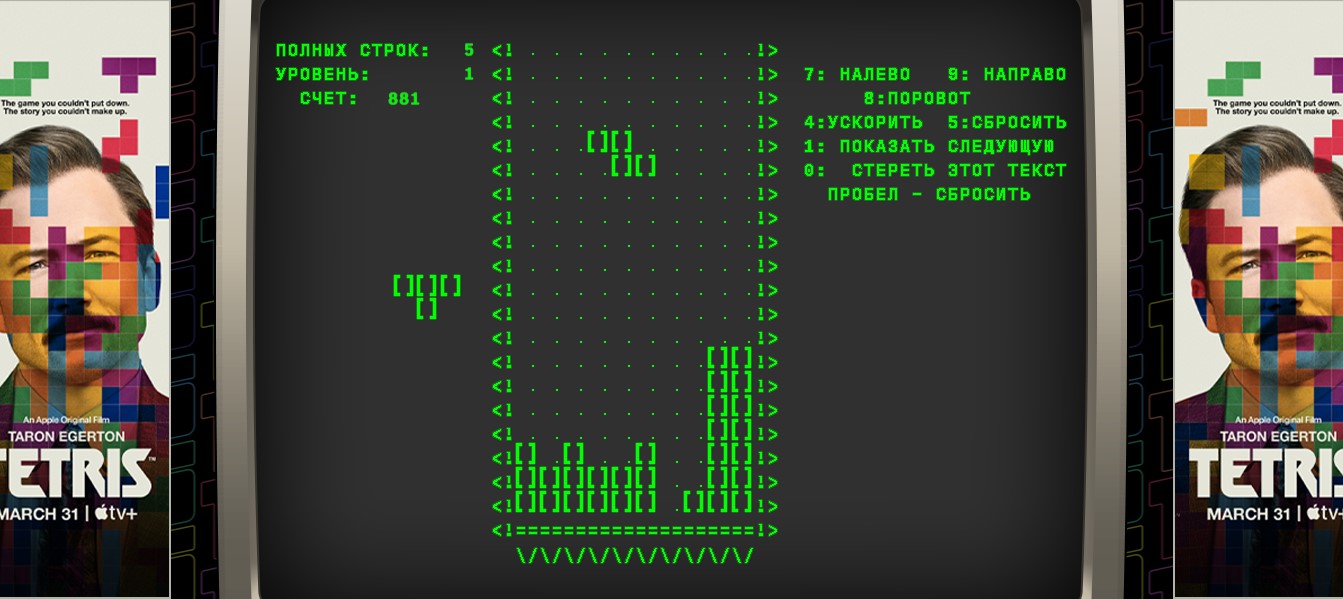 The game you couldn't put down.
The story you couldn't make up.
An Apple Original Film
TARON EGERTON
TETRIS™
MARCH 31 | tv+
ПОЛНЫХ СТРОК: 5
УРОВЕНЬ: 1
СЧЕТ: 881
7: НАЛЕВО 9: НАПРАВО
8:ПОРОВОТ
4:УСКОРИТЬ 5:СБРОСИТЬ
1: ПОКАЗАТЬ СЛЕДУЮЩУЮ
0: СТЕРЕТЬ ЭТОТ ТЕКСТ
ПРОБЕЛ - СБРОСИТЬ
The game you couldn't put down.
The story you couldn't make up.
An Apple Original Film
TARON EGERTON
TETRIS
MARCH 31 | tv+